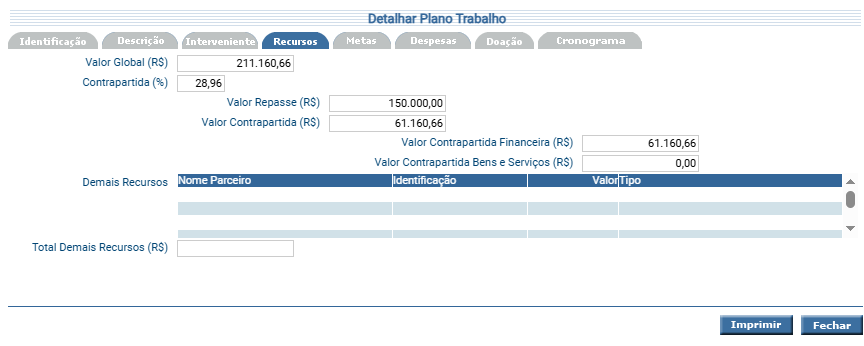 Detalhar Plano Trabalho
Identificação Descrição Interveniente Recursos Metas Despesas Doação Cronograma
Valor Global (R$) 211.160,66
Contrapartida (%) 28,96
Valor Repasse (R$) 150.000,00
Valor Contrapartida (R$) 61.160,66
Valor Contrapartida Financeira (R$) 61.160,66
Valor Contrapartida Bens e Serviços (R$) 0,00
Demais Recursos Nome Parceiro Identificação Valor Tipo
Total Demais Recursos (R$)
Imprimir Fechar